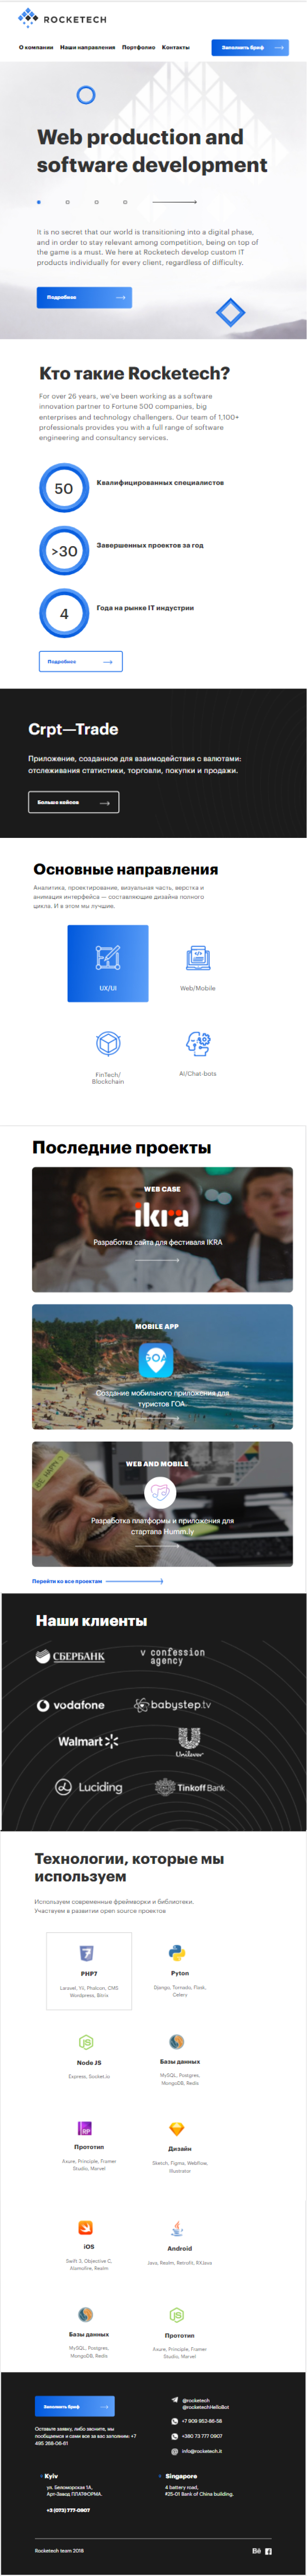 ROCKETECH
О компании Наши направления Портфолио Контакты Заполнить бриф
Web production and
software development
It is no secret that our world is transitioning into a digital phase,
and in order to stay relevant among competition, being on top of
the game is a must. We here at Rocketech develop custom IT
products individually for every client, regardless of difficulty.
Подробнее
Кто такие Rocketech?
For over 26 years, we've been working as a software
innovation partner to Fortune 500 companies, big
enterprises and technology challengers. Our team of 1,100+
professionals provides you with a full range of software
engineering and consultancy services.
50 Квалифицированных специалистов
>30 Завершенных проектов за год
4 Года на рынке IT индустрии
Подробнее
Crpt—Trade
Приложение, созданное для взаимодействия с валютами:
отслеживания статистики, торговли, покупки и продажи.
Больше кейсов
Основные направления
Аналитика, проектирование, визуальная часть, верстка и
анимация интерфейса — составляющие дизайна полного
цикла. И в этом мы лучшие.
UX/UI Web/Mobile
FinTech/
Blockchain
AI/Chat-bots
Последние проекты
WEB CASE
ikra
Разработка сайта для фестиваля IKRA
MOBILE APP
GOA
Создание мобильного приложения для
туристов ГОА.
WEB AND MOBILE
Разработка платформы и приложения для
стартапа Humm.ly
Перейти ко все проектам
Наши клиенты
СБЕРБАНК
v confession
agency
vodafone babystep.tv
Walmart Unilever
Luciding Tinkoff Bank
Технологии, которые мы
используем
Используем современные фреймворки и библиотеки.
Участвуем в развитии open source проектов
PHP7
Laravel, Yii, Phalcon, CMS
Wordpress, Bitrix
Pyton
Django, Tornado, Flask,
Celery
Node JS
Express, Socket.io
Базы данных
MySQL, Postgres,
MongoDB, Redis
Прототип
Axure, Principle, Framer
Studio, Marvel
Дизайн
Sketch, Figma, Webflow,
Illustrator
iOS
Swift 3, Objective C,
Alamofire, Realm
Android
Java, Realm, Retrofit, RXJava
Базы данных
MySQL, Postgres,
MongoDB, Redis
Прототип
Axure, Principle, Framer
Studio, Marvel
Заполнить бриф
Оставьте заявку, либо звоните, мы
пообщаемся и сами все за вас заполним: +7
495 268-06-61
@rocketech
@rocketechHelloBot
+7 909 952-86-58
+380 73 777 0907
info@rocketech.it
Kyiv
ул. Беломорская 1А,
Арт-Завод ПЛАТФОРМА.
+3 (073) 777-0907
Singapore
4 battery road,
#25-01 Bank of China building.
Rocketech team 2018
Bē